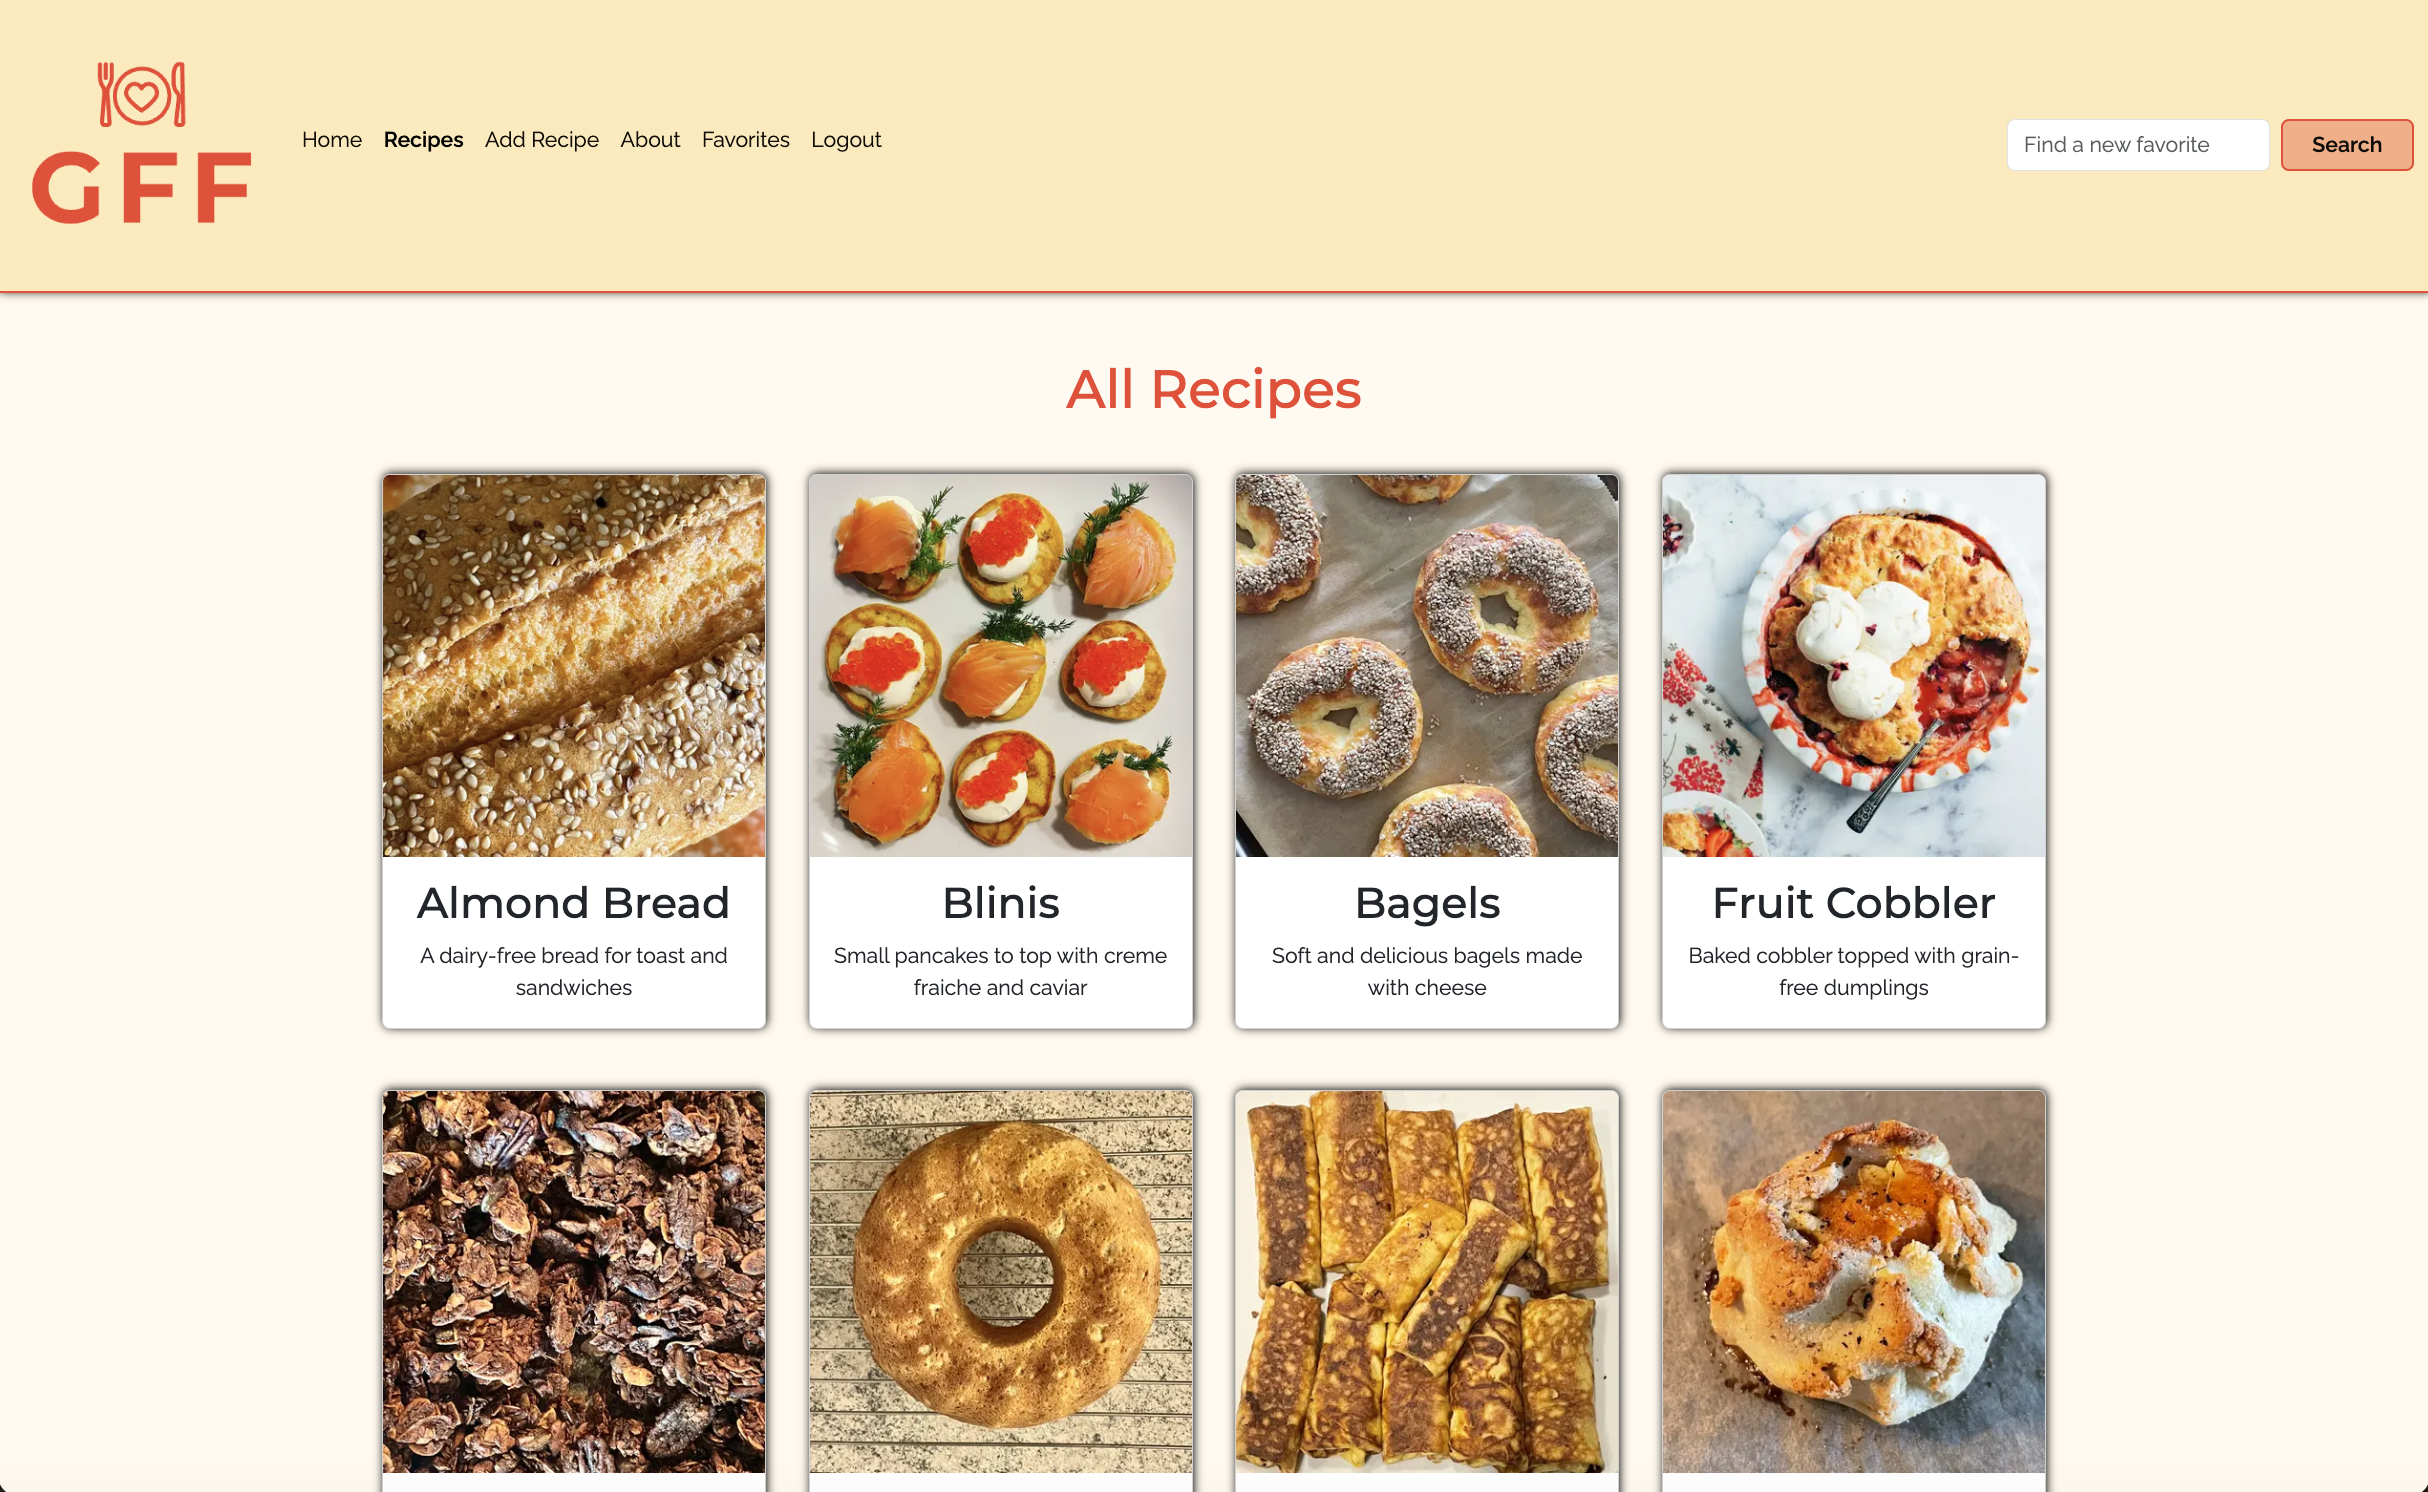 GFF
Home Recipes Add Recipe About Favorites Logout
Find a new favorite Search
All Recipes
Almond Bread
A dairy-free bread for toast and
sandwiches
Blinis
Small pancakes to top with creme
fraiche and caviar
Bagels
Soft and delicious bagels made
with cheese
Fruit Cobbler
Baked cobbler topped with grain-
free dumplings